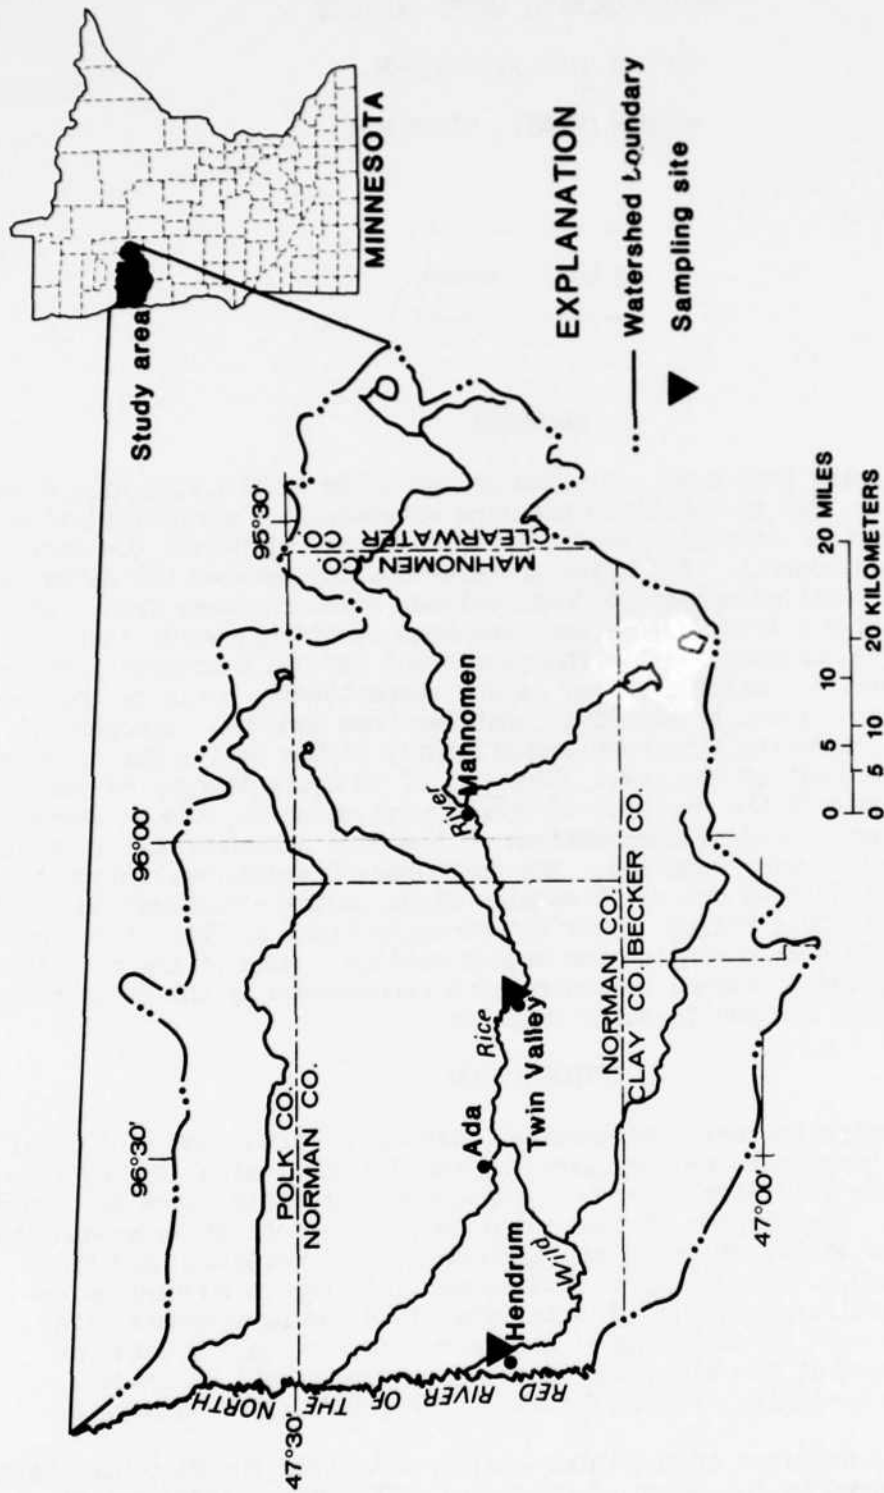 Study area
MINNESOTA
EXPLANATION
Watershed boundary
Sampling site
96°30'
96°00'
95°30'
47°30'
POLK CO.
NORMAN CO.
MAHNOMEN CO.
CLEARWATER CO.
RED RIVER OF THE NORTH
Hendrum
Ada
Wild
Rice
River
Twin Valley
Mahnomen
NORMAN CO.
CLAY CO.
BECKER CO.
47°00'
0 5 10 20 MILES
0 5 10 20 KILOMETERS